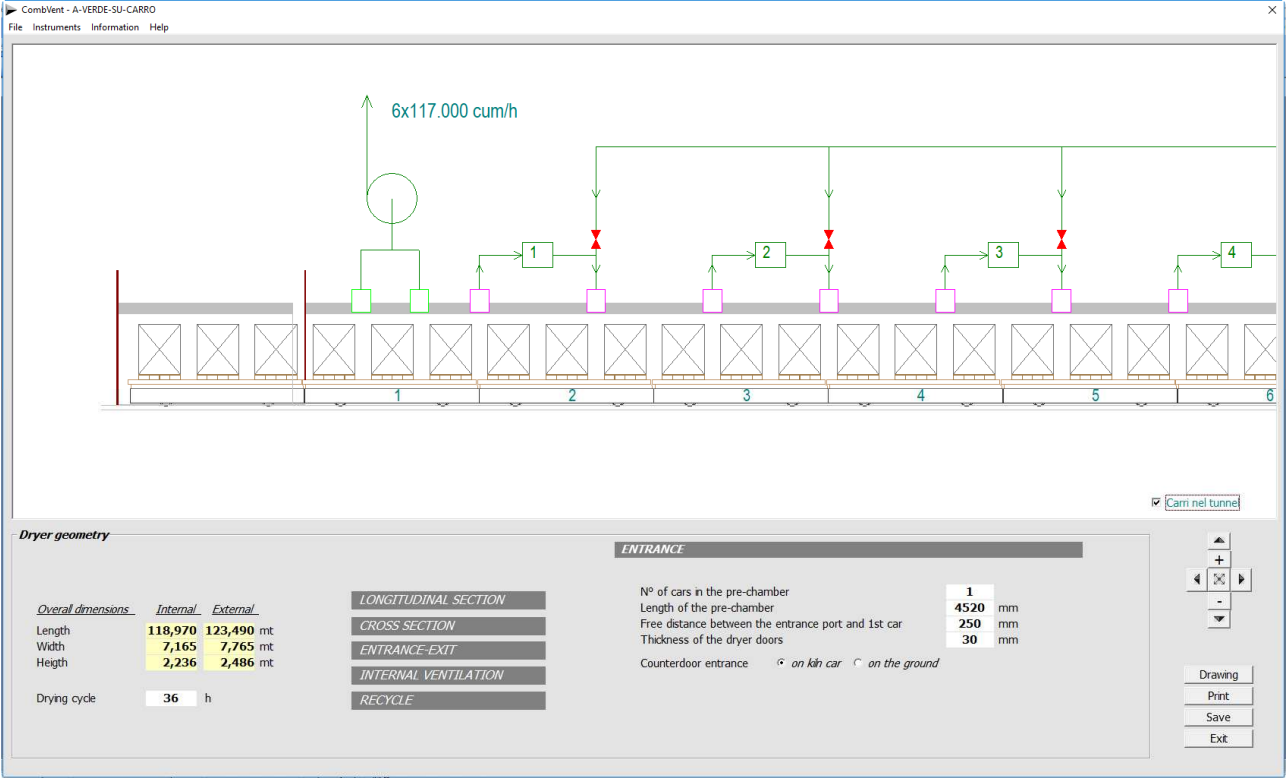 CombVent - A-VERDE-SU-CARRO
File Instruments Information Help
6x117.000 cum/h
1 2 3 4
1 2 3 4 5 6
Carri nel tunnel
Dryer geometry
ENTRANCE
Overall dimensions Internal External
Length 118,970 123,490 mt
Width 7,165 7,765 mt
Heigth 2,236 2,486 mt
Drying cycle 36 h
LONGITUDINAL SECTION
CROSS SECTION
ENTRANCE-EXIT
INTERNAL VENTILATION
RECYCLE
N° of cars in the pre-chamber 1
Length of the pre-chamber 4520 mm
Free distance between the entrance port and 1st car 250 mm
Thickness of the dryer doors 30 mm
Counterdoor entrance on kiln car on the ground
+
-
Drawing
Print
Save
Exit